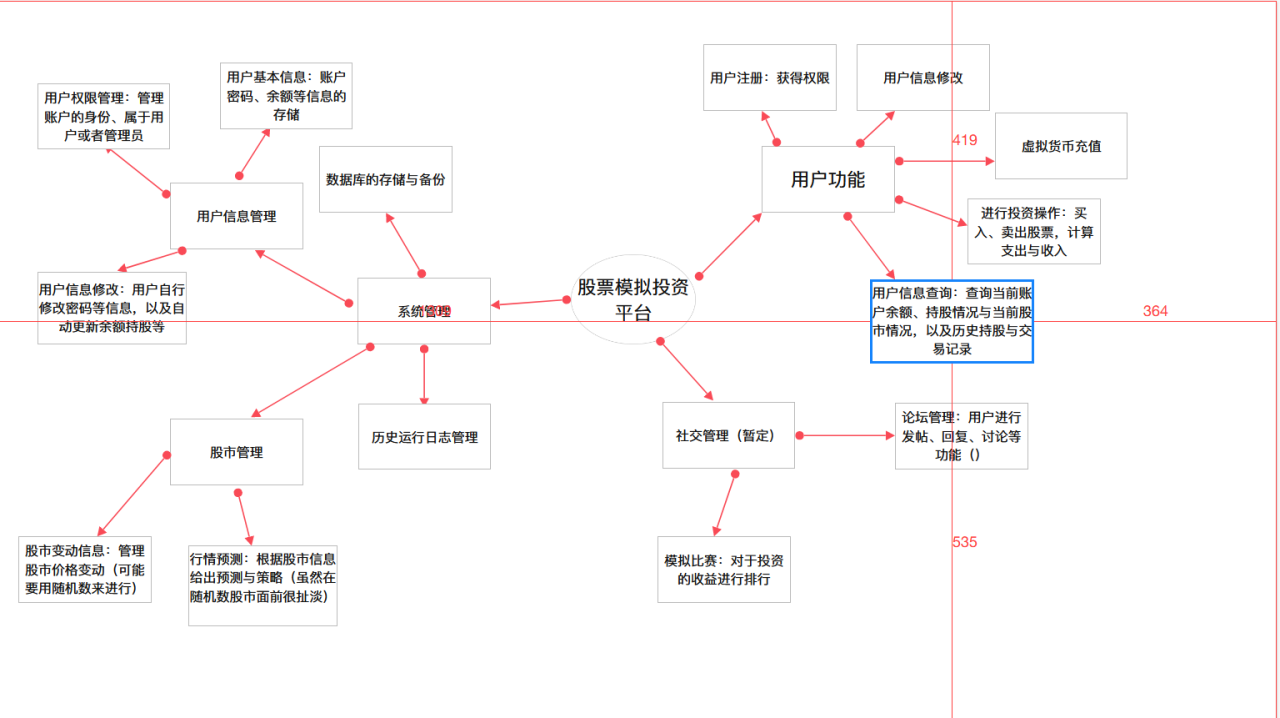 用户注册：获得权限
用户信息修改
用户基本信息：账户
密码、余额等信息的
存储
用户权限管理：管理
账户的身份、属于用
户或者管理员
419
虚拟货币充值
数据库的存储与备份
用户功能
用户信息管理
进行投资操作：买
入、卖出股票，计算
支出与收入
股票模拟投资
平台
用户信息修改：用户自行
修改密码等信息，以及自
动更新余额持股等
系统管理
用户信息查询：查询当前账
户余额、持股情况与当前股
市情况，以及历史持股与交
易记录
364
股市管理
历史运行日志管理
社交管理（暂定）
论坛管理：用户进行
发帖、回复、讨论等
功能（）
535
股市变动信息：管理
股市价格变动（可能
要用随机数来进行）
行情预测：根据股市信息
给出预测与策略（虽然在
随机数股市面前很扯淡）
模拟比赛：对于投资
的收益进行排行